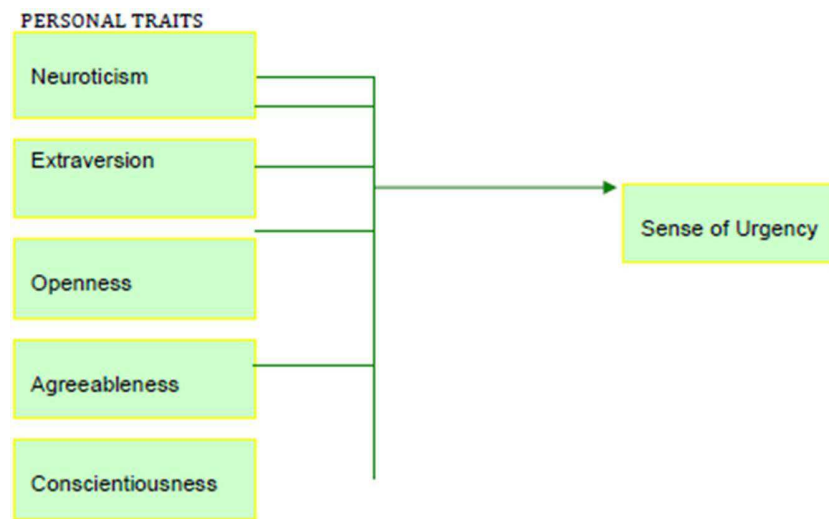 PERSONAL TRAITS
Neuroticism
Extraversion
Sense of Urgency
Openness
Agreeableness
Conscientiousness